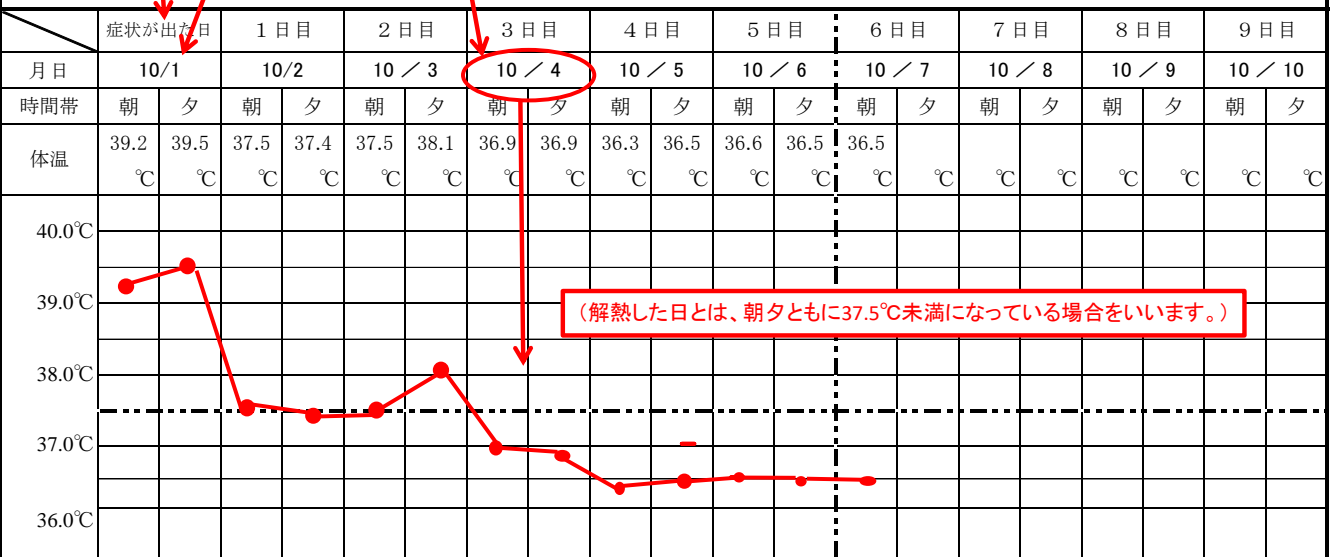 症状が出た日 1日目 2日目 3日目 4日目 5日目 6日目 7日目 8日目 9日目
月日 10/1 10/2 10 ／ 3 10 ／ 4 10 ／ 5 10 ／ 6 10 ／ 7 10 ／ 8 10 ／ 9 10 ／ 10
時間帯 朝 夕 朝 夕 朝 夕 朝 夕 朝 夕 朝 夕 朝 夕 朝 夕 朝 夕 朝 夕
体温 39.2 39.5 37.5 37.4 37.5 38.1 36.9 36.9 36.3 36.5 36.6 36.5 36.5
℃ ℃ ℃ ℃ ℃ ℃ ℃ ℃ ℃ ℃ ℃ ℃ ℃ ℃ ℃ ℃ ℃ ℃ ℃ ℃
40.0℃
39.0℃
（解熱した日とは、朝夕ともに37.5℃未満になっている場合をいいます。）
38.0℃
37.0℃
36.0℃